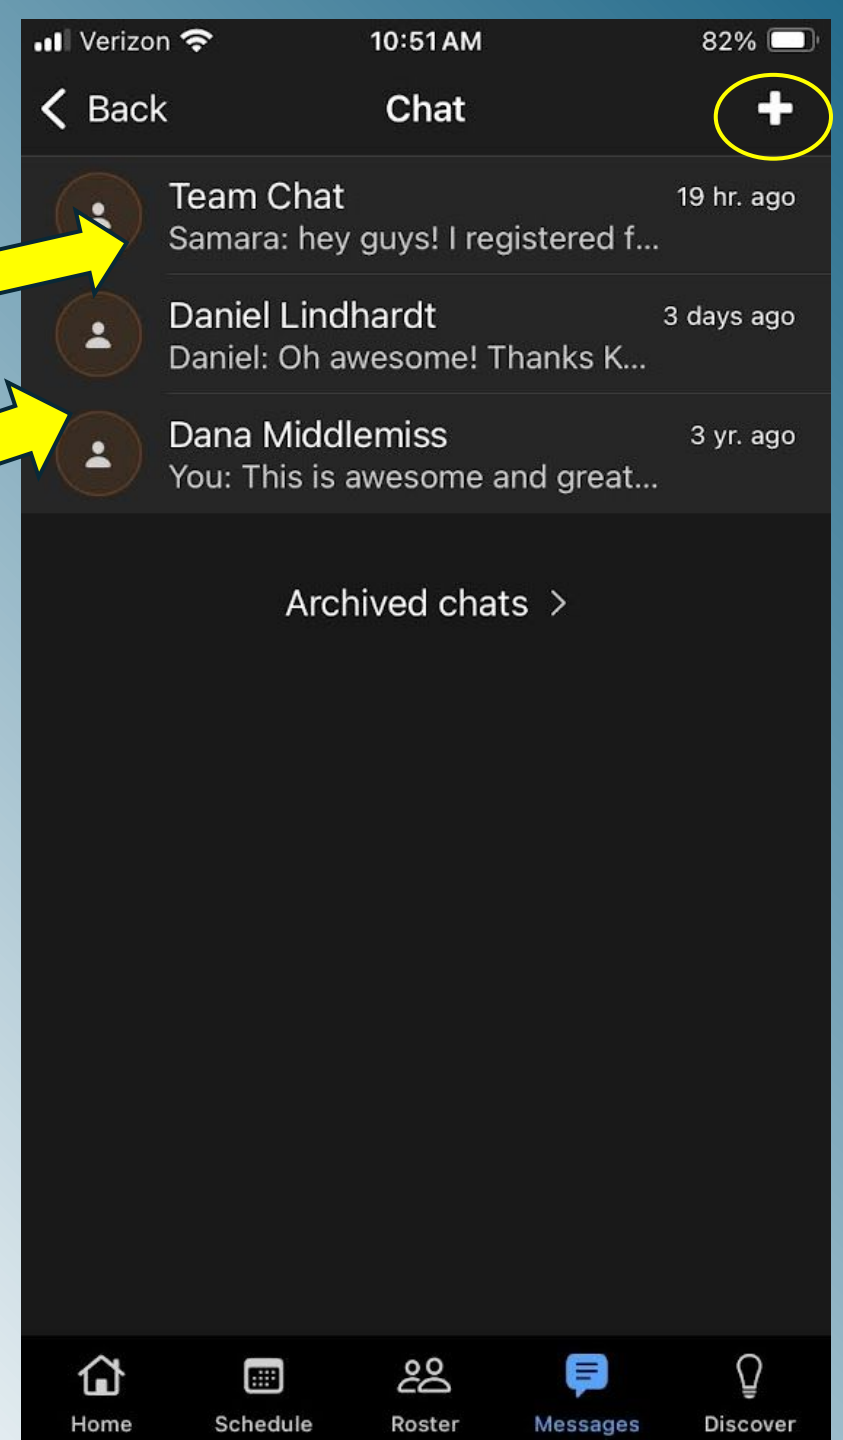 Verizon 10:51 AM 82%
Back Chat
Team Chat 19 hr. ago
Samara: hey guys! I registered f...
Daniel Lindhardt 3 days ago
Daniel: Oh awesome! Thanks K...
Dana Middlemiss 3 yr. ago
You: This is awesome and great...
Archived chats >
Home Schedule Roster Messages Discover